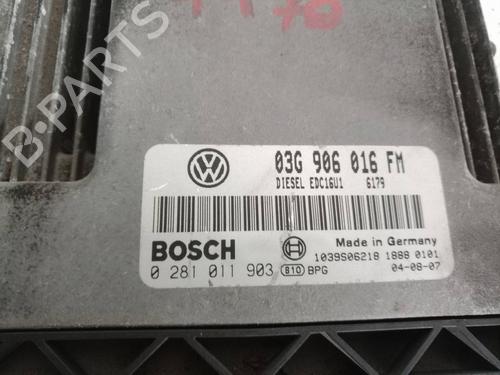 B-PARTS
03G 906 016 FM
DIESEL EDC16U1 6179
BOSCH
Made in Germany
0 281 011 903 810 BPG
1039S06218 1888 0101
04-08-07